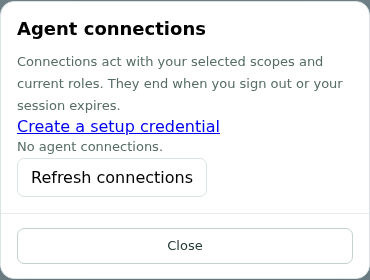 Agent connections
Connections act with your selected scopes and
current roles. They end when you sign out or your
session expires.
Create a setup credential
No agent connections.
Refresh connections
Close